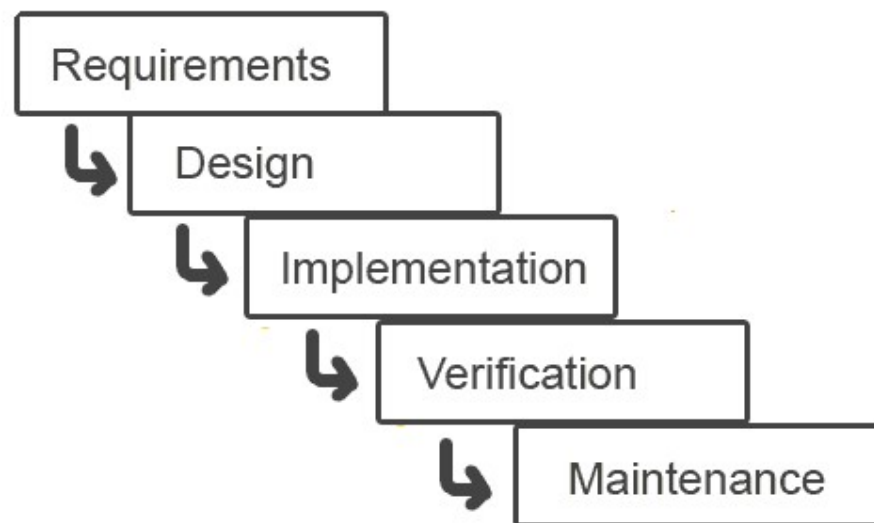 Requirements
Design
Implementation
Verification
Maintenance